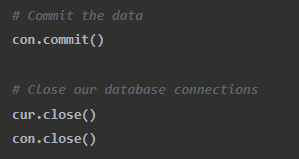 # Commit the data
con.commit()
# Close our database connections
cur.close()
con.close()